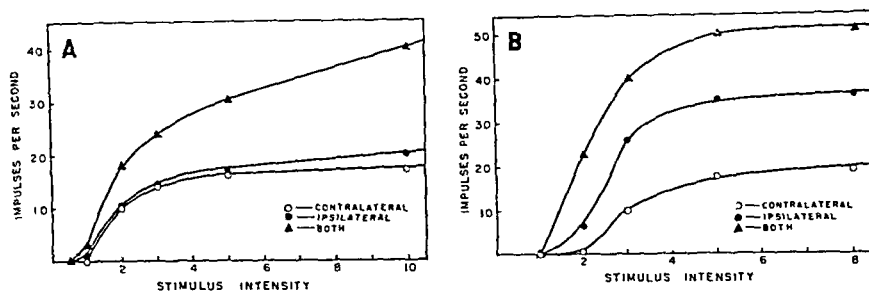 A
IMPULSES PER SECOND
40
30
20
10
2
4
6
8
10
STIMULUS INTENSITY
CONTRALATERAL
IPSILATERAL
BOTH
B
IMPULSES PER SECOND
50
40
30
20
10
2
4
6
8
STIMULUS INTENSITY
CONTRALATERAL
IPSILATERAL
BOTH